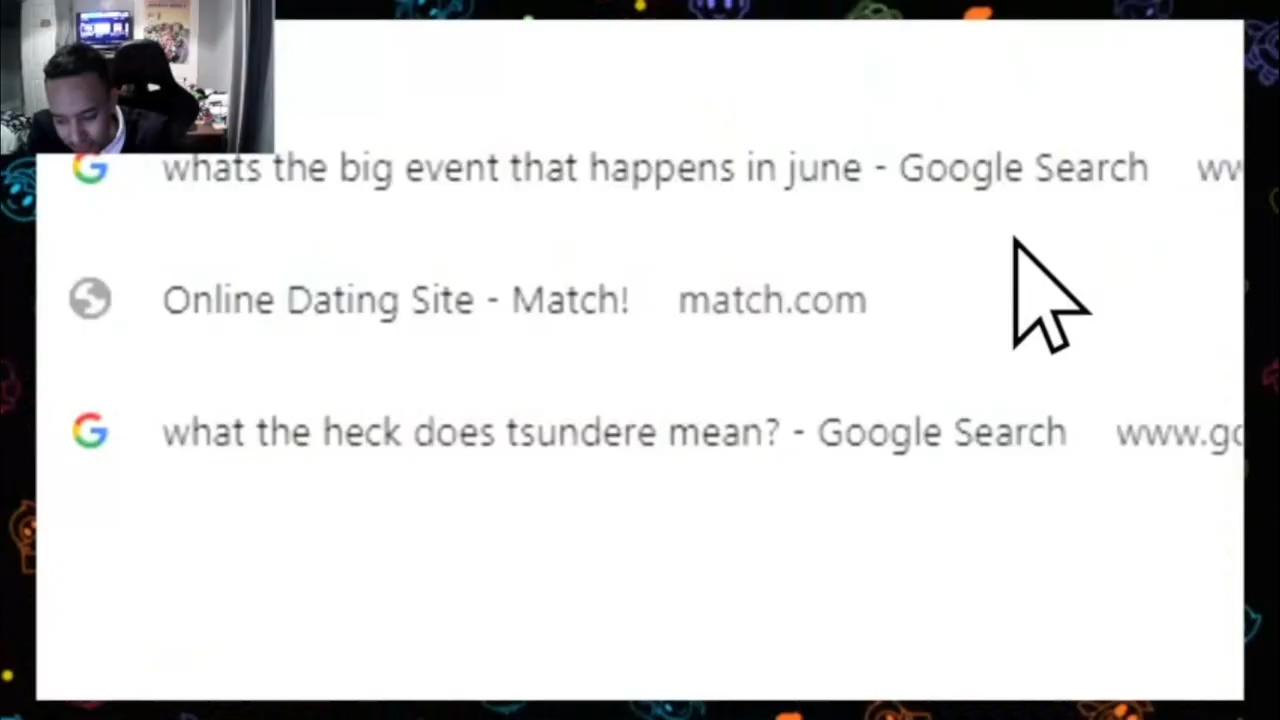 whats the big event that happens in june - Google Search
Online Dating Site - Match! match.com
what the heck does tsundere mean? - Google Search